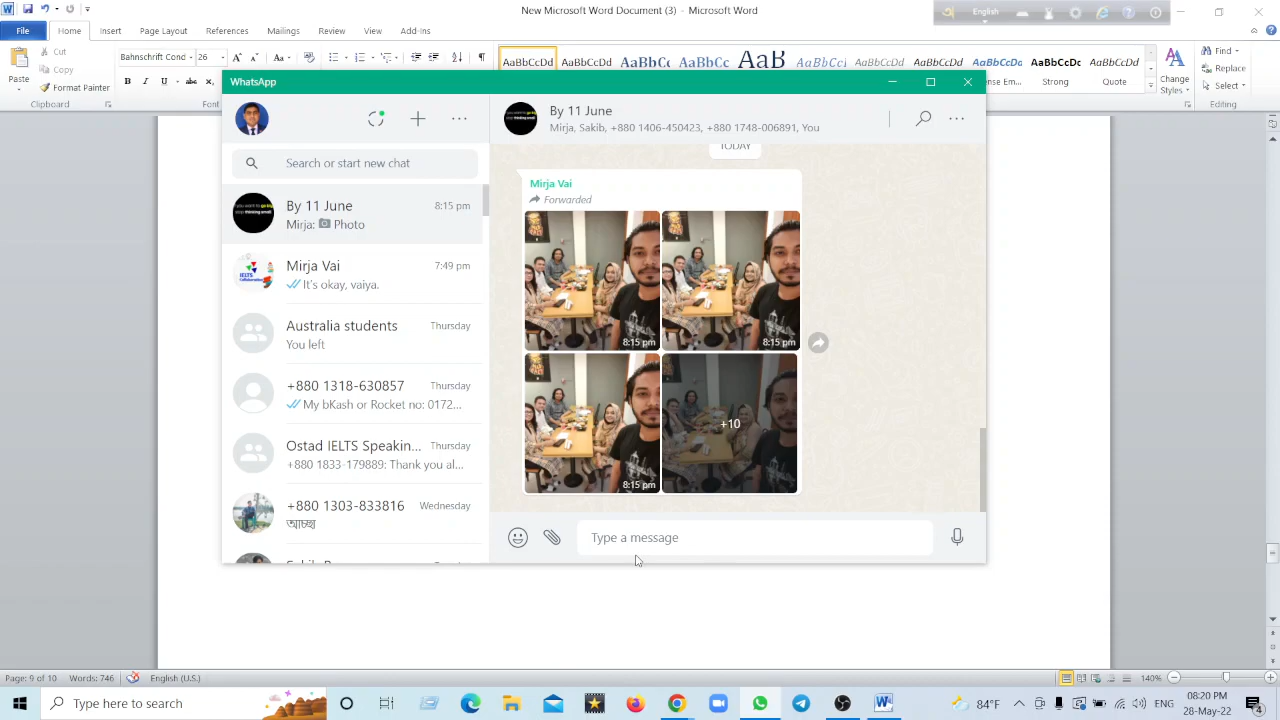 New Microsoft Word Document (3) - Microsoft Word
English
File Home Insert Page Layout References Mailings Review View Add-Ins
Paste
Cut
Copy
Format Painter
Clipboard
Bahnschrift Cond 26
B I U abc
Font
AaBbCcDd AaBbCcDd AaBbC AaBbCc AaB AaBbCcI AaBbCcDd AaBbCcDd AaBbCcDd AaBbCcDd AaBbCcDd
Strong Quote
Change
Styles
Find
Replace
Select
Editing
WhatsApp
Search or start new chat
By 11 June 8:15 pm
Mirja: Photo
Mirja Vai 7:49 pm
It's okay, vaiya.
Australia students Thursday
You left
+880 1318-630857 Thursday
My bKash or Rocket no: 0172...
Ostad IELTS Speakin... Thursday
+880 1833-179889: Thank you al...
+880 1303-833816 Wednesday
আচ্ছা
By 11 June
Mirja, Sakib, +880 1406-450423, +880 1748-006891, You
TODAY
Mirja Vai
Forwarded
8:15 pm
8:15 pm
8:15 pm
+10
Type a message
Page: 9 of 10 Words: 746 English (U.S.) 140%
Type here to search
84°F ENG
08:20 PM
28-May-22
4